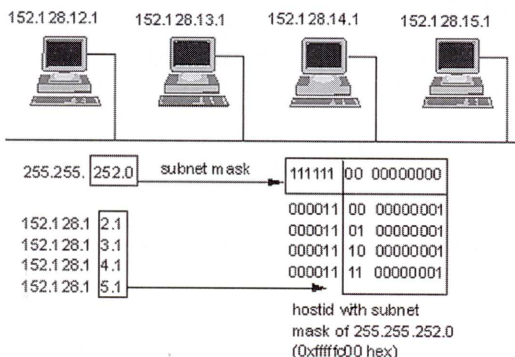 152.128.12.1 152.128.13.1 152.128.14.1 152.128.15.1
255.255. 252.0 subnet mask 111111 00 00000000
152.128.1 2.1 000011 00 00000001
152.128.1 3.1 000011 01 00000001
152.128.1 4.1 000011 10 00000001
152.128.1 5.1 000011 11 00000001
hostid with subnet
mask of 255.255.252.0
(0xfffffc00 hex)